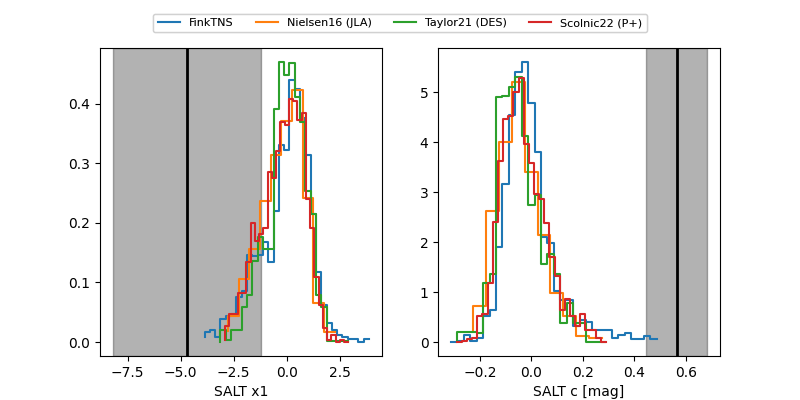 FinkTNS Nielsen16 (JLA) Taylor21 (DES) Scolnic22 (P+)
0.4
0.3
0.2
0.1
0.0
−7.5 −5.0 −2.5 0.0 2.5
SALT x1
5
4
3
2
1
0
−0.2 0.0 0.2 0.4 0.6
SALT c [mag]